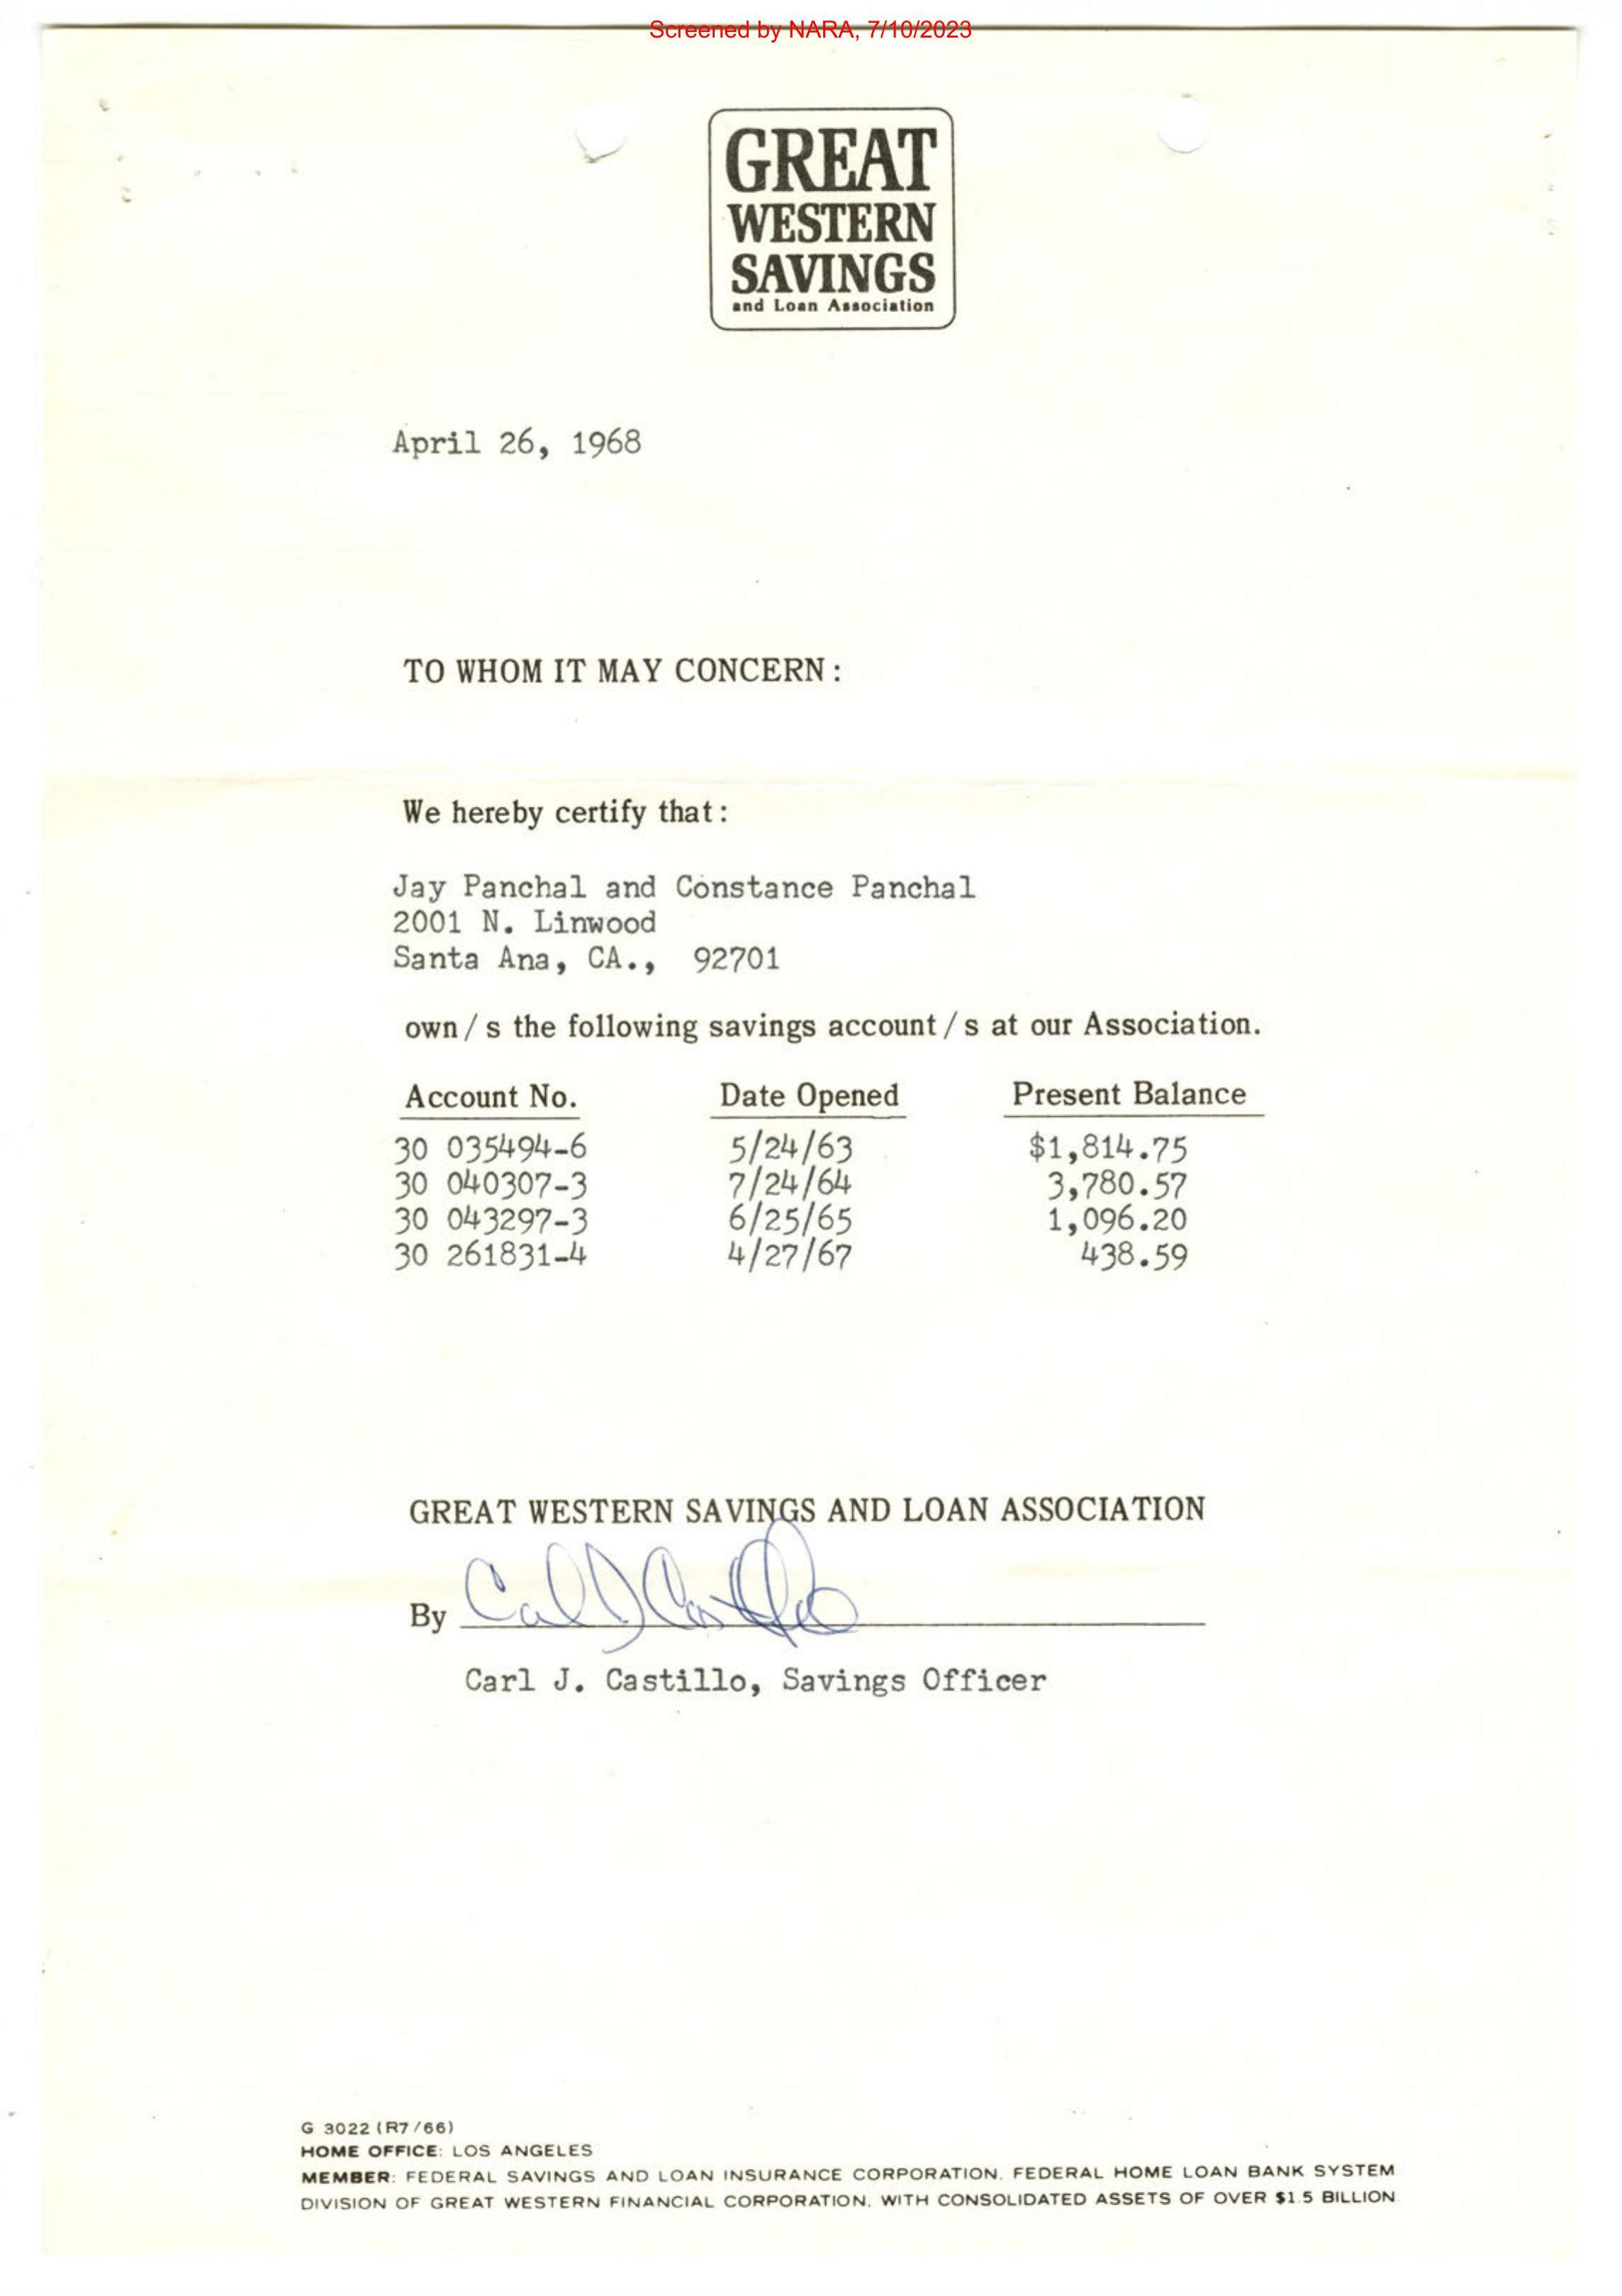 Screened by NARA, 7/10/2023
GREAT
WESTERN
SAVINGS
and Loan Association
April 26, 1968
TO WHOM IT MAY CONCERN:
We hereby certify that:
Jay Panchal and Constance Panchal
2001 N. Linwood
Santa Ana, CA., 92701
own/s the following savings account/s at our Association.
Account No. Date Opened Present Balance
30 035494-6 5/24/63 $1,814.75
30 040307-3 7/24/64 3,780.57
30 043297-3 6/25/65 1,096.20
30 261831-4 4/27/67 438.59
GREAT WESTERN SAVINGS AND LOAN ASSOCIATION
By Carl J Castillo
Carl J. Castillo, Savings Officer
G 3022 (R7/66)
HOME OFFICE: LOS ANGELES
MEMBER: FEDERAL SAVINGS AND LOAN INSURANCE CORPORATION, FEDERAL HOME LOAN BANK SYSTEM
DIVISION OF GREAT WESTERN FINANCIAL CORPORATION, WITH CONSOLIDATED ASSETS OF OVER $1.5 BILLION